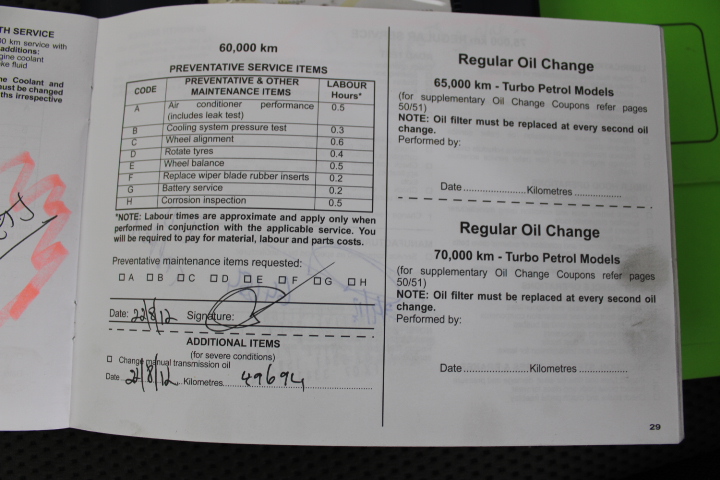 TH SERVICE
00 km service with
additions:
gine coolant
ke fluid
ne Coolant and
must be changed
ths irrespective
60,000 km
PREVENTATIVE SERVICE ITEMS
CODE PREVENTATIVE & OTHER MAINTENANCE ITEMS LABOUR Hours*
A Air conditioner performance (includes leak test) 0.5
B Cooling system pressure test 0.3
C Wheel alignment 0.6
D Rotate tyres 0.4
E Wheel balance 0.5
F Replace wiper blade rubber inserts 0.2
G Battery service 0.2
H Corrosion inspection 0.5
*NOTE: Labour times are approximate and apply only when
performed in conjunction with the applicable service. You
will be required to pay for material, labour and parts costs.
Preventative maintenance items requested:
☐ A ☐ B ☐ C ☐ D ☐ E ☐ F ☐ G ☐ H
Date: 22/8/12 Signature:
ADDITIONAL ITEMS
(for severe conditions)
☐ Change manual transmission oil
Date 22/8/12 Kilometres 49694
Regular Oil Change
65,000 km - Turbo Petrol Models
(for supplementary Oil Change Coupons refer pages
50/51)
NOTE: Oil filter must be replaced at every second oil
change.
Performed by:
Date ...................... Kilometres ................
Regular Oil Change
70,000 km - Turbo Petrol Models
(for supplementary Oil Change Coupons refer pages
50/51)
NOTE: Oil filter must be replaced at every second oil
change.
Performed by:
Date ...................... Kilometres ................
29